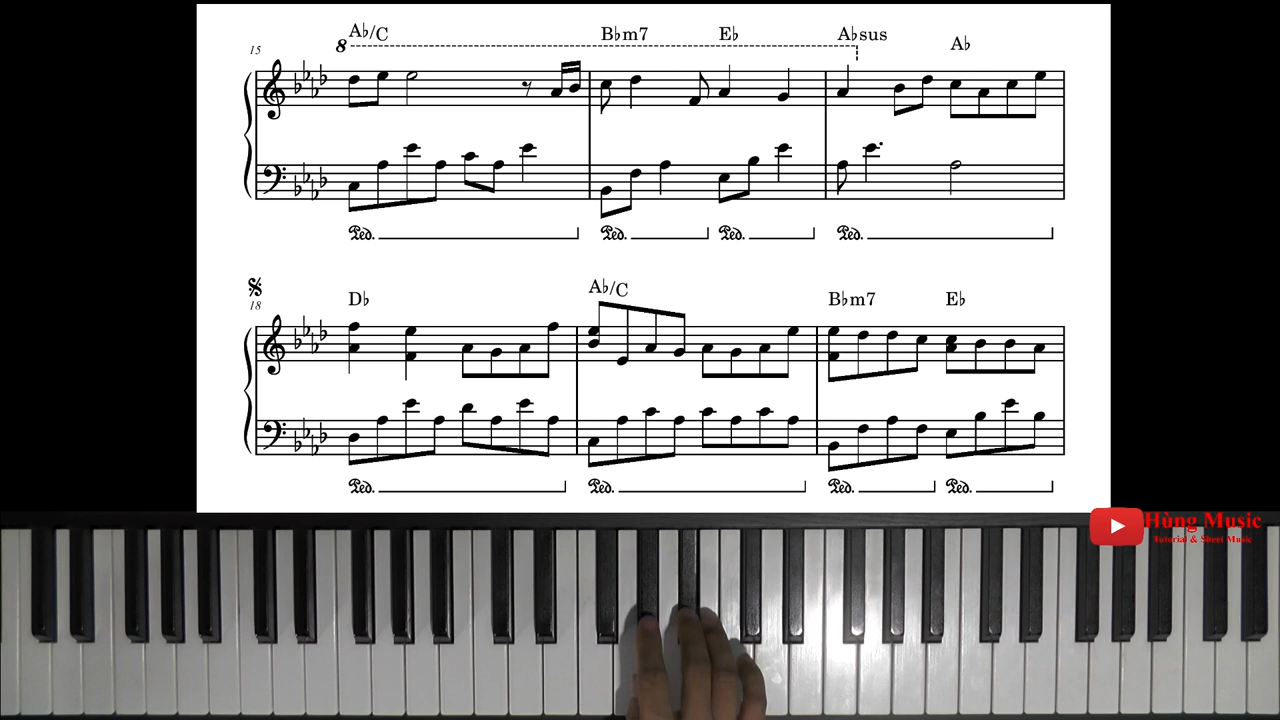 A♭/C B♭m7 E♭ A♭sus A♭
8
15
Ped. Ped. Ped. Ped.
18
D♭ A♭/C B♭m7 E♭
Ped. Ped. Ped. Ped.
Hùng Music
Tutorial & Sheet Music